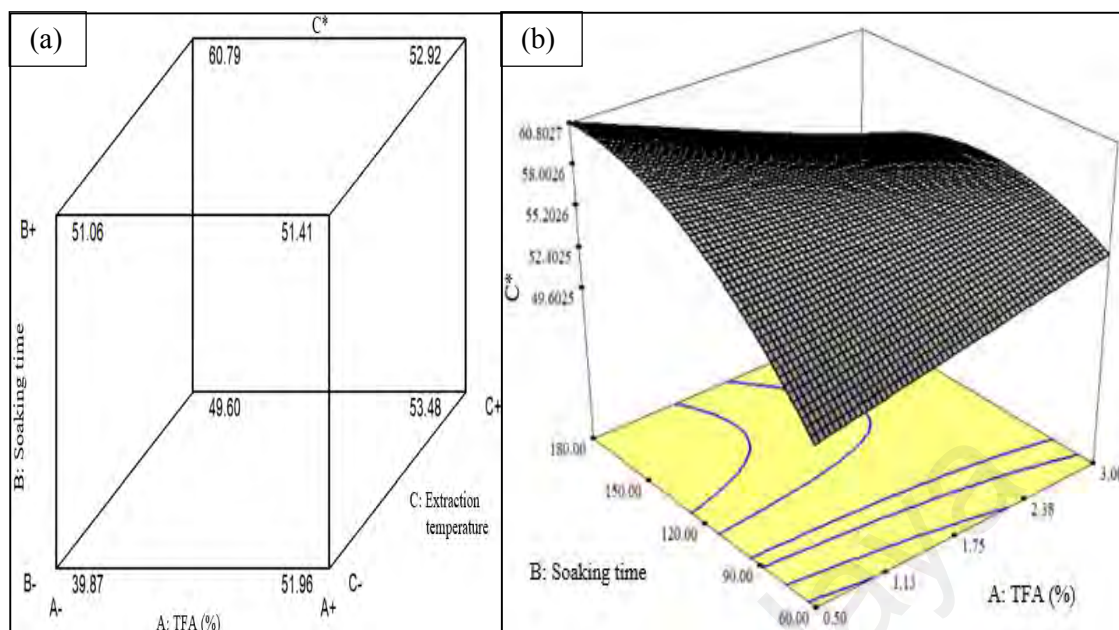 (a)
C*
60.79
52.92
B+
51.06
51.41
B: Soaking time
49.60
53.48
C+
C: Extraction
temperature
B-
39.87
51.96
C-
A-
A+
A: TFA (%)
(b)
60.8027
58.0026
55.2026
52.4025
49.6025
C*
180.00
150.00
120.00
90.00
60.00
B: Soaking time
3.00
2.38
1.75
1.13
0.50
A: TFA (%)